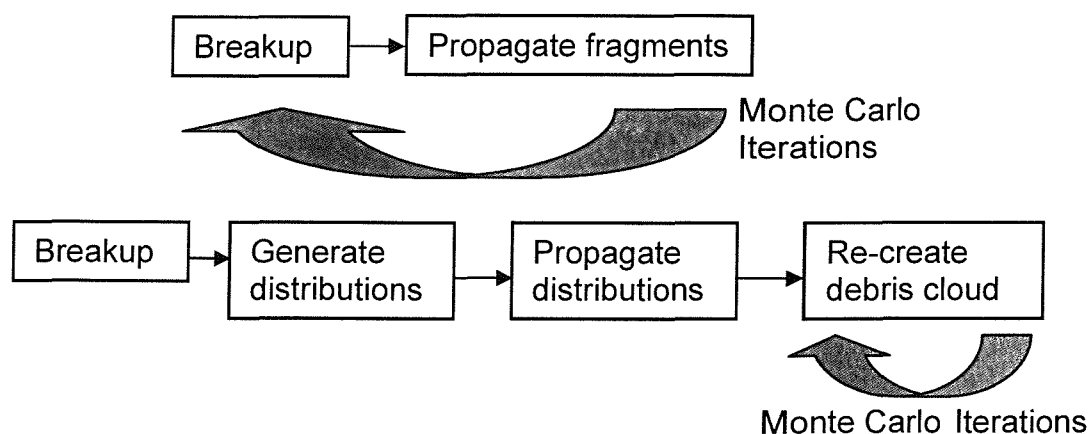 Breakup
Propagate fragments
Monte Carlo
Iterations
Breakup
Generate
distributions
Propagate
distributions
Re-create
debris cloud
Monte Carlo Iterations